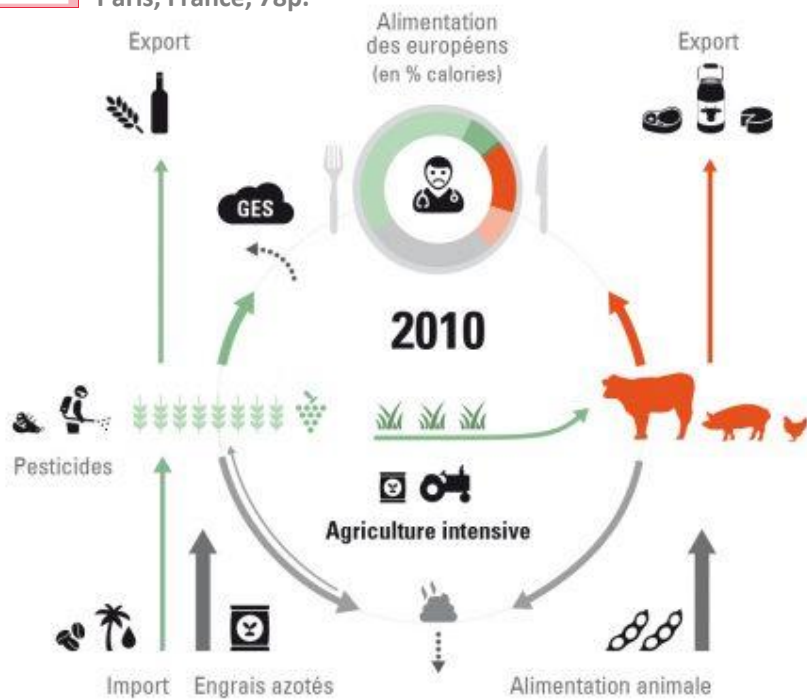 Paris, France, 78p.
Export
Alimentation
des européens
(en % calories)
Export
GES
2010
Pesticides
Agriculture intensive
Import
Engrais azotés
Alimentation animale